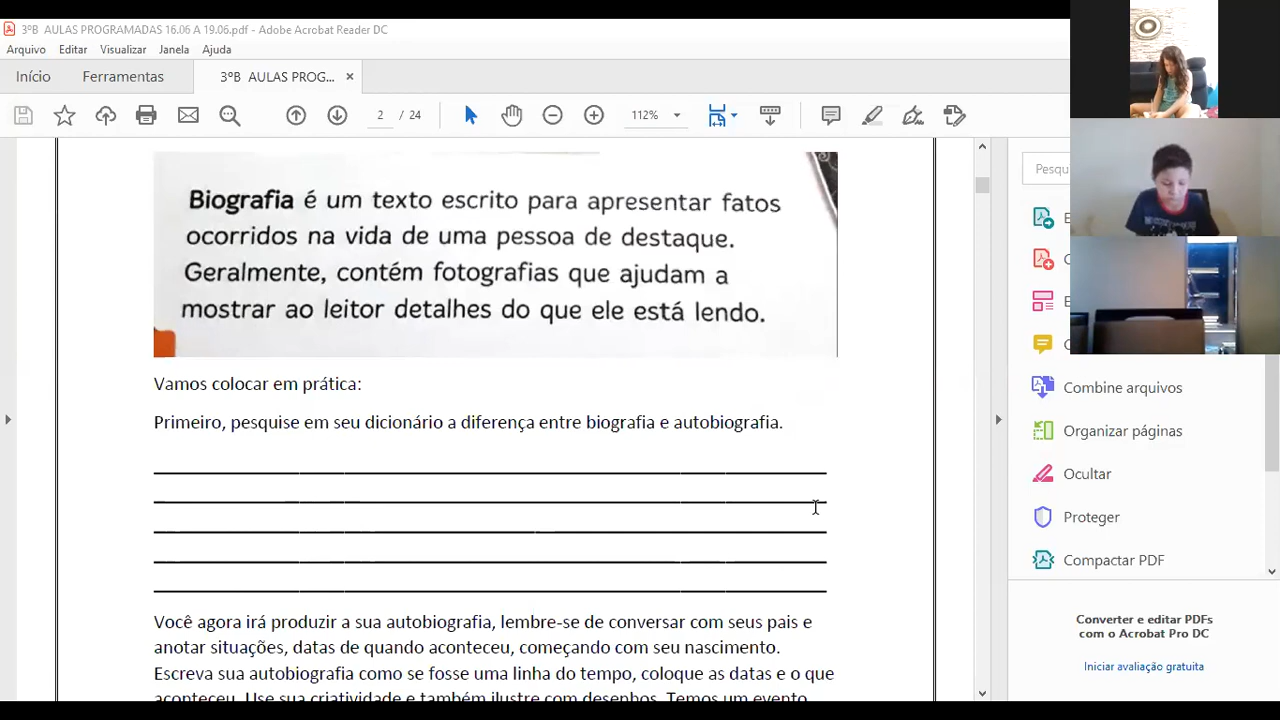 3ºB AULAS PROGRAMADAS 16.06 A 19.06.pdf - Adobe Acrobat Reader DC
Arquivo Editar Visualizar Janela Ajuda
Início Ferramentas 3ºB AULAS PROG... ×
2 / 24 112%
Biografia é um texto escrito para apresentar fatos
ocorridos na vida de uma pessoa de destaque.
Geralmente, contém fotografias que ajudam a
mostrar ao leitor detalhes do que ele está lendo.
Vamos colocar em prática:
Primeiro, pesquise em seu dicionário a diferença entre biografia e autobiografia.
Você agora irá produzir a sua autobiografia, lembre-se de conversar com seus pais e
anotar situações, datas de quando aconteceu, começando com seu nascimento.
Escreva sua autobiografia como se fosse uma linha do tempo, coloque as datas e o que
aconteceu. Use sua criatividade e também ilustre com desenhos. Temos um evento
Pesqu
Combine arquivos
Organizar páginas
Ocultar
Proteger
Compactar PDF
Converter e editar PDFs
com o Acrobat Pro DC
Iniciar avaliação gratuita